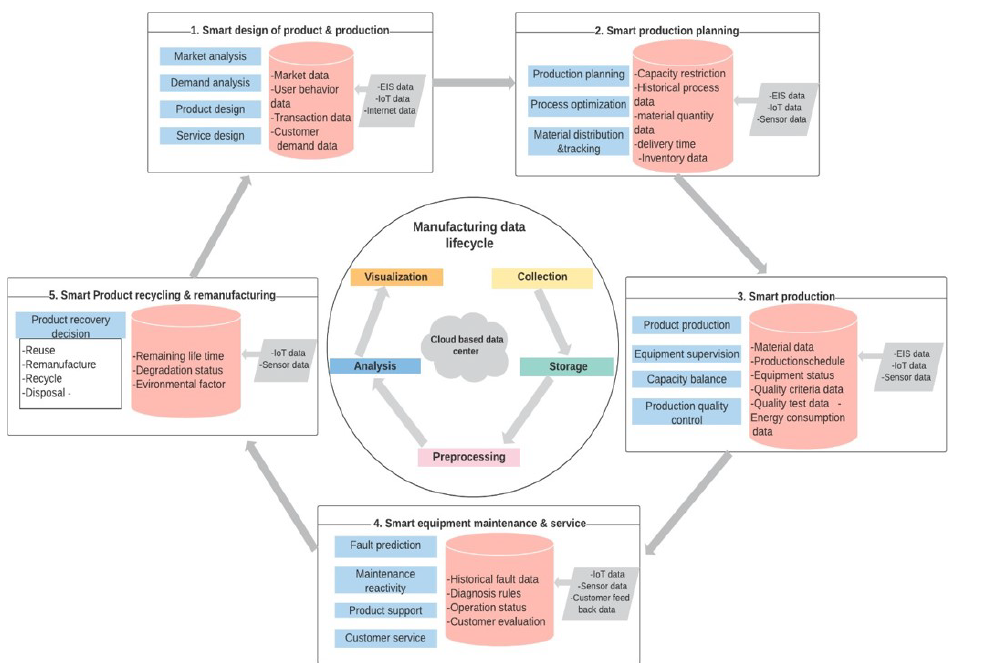 1. Smart design of product & production
Market analysis
Demand analysis
Product design
Service design
-Market data
-User behavior
data
-Transaction data
-Customer
demand data
-EIS data
-IoT data
-Internet data
2. Smart production planning
Production planning
Process optimization
Material distribution
&tracking
-Capacity restriction
-Historical process
data
-material quantity
data
-delivery time
-Inventory data
-EIS data
-IoT data
-Sensor data
Manufacturing data
lifecycle
Visualization
Collection
Cloud based data
center
Analysis
Storage
Preprocessing
5. Smart Product recycling & remanufacturing
Product recovery
decision
-Reuse
-Remanufacture
-Recycle
-Disposal .
-Remaining life time
-Degradation status
-Evironmental factor
-IoT data
-Sensor data
3. Smart production
Product production
Equipment supervision
Capacity balance
Production quality
control
-Material data
-Productionschedule
-Equipment status
-Quality criteria data
-Quality test data -
Energy consumption
data
-EIS data
-IoT data
-Sensor data
4. Smart equipment maintenance & service
Fault prediction
Maintenance
reactivity
Product support
Customer service
-Historical fault data
-Diagnosis rules
-Operation status
-Customer evaluation
-IoT data
-Sensor data
-Customer feed
back data